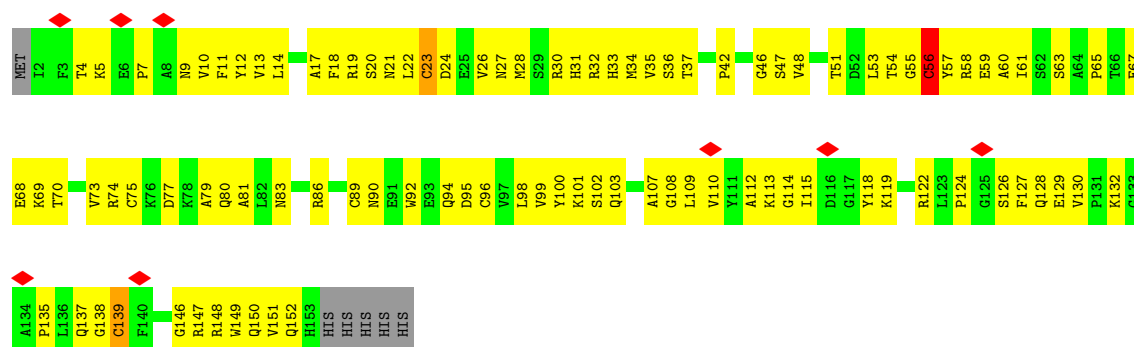 MET I2 F3 T4 K5 E6 P7 A8 N9 V10 F11 Y12 V13 L14 A17 F18 R19 S20 N21 L22 C23 D24 E25 V26 N27 M28 S29 R30 H31 R32 H33 M34 V35 S36 T37 P42 G46 S47 V48 T51 D52 L53 T54 G55 C56 Y57 R58 E59 A60 I61 S62 S63 A64 P65 T66
E68 K69 T70 V73 R74 C75 K76 D77 K78 A79 Q80 A81 L82 N83 R86 C89 N90 E91 W92 E93 Q94 D95 C96 V97 L98 V99 Y100 K101 S102 Q103 A107 G108 L109 V110 Y111 A112 K113 G114 I115 D116 G117 Y118 K119 R122 L123 P124 G125 S126 F127 Q128 E129 V130 P131 K132
A134 P135 L136 Q137 G138 C139 F140 G146 R147 R148 W149 Q150 V151 Q152 H153 HIS HIS HIS HIS HIS